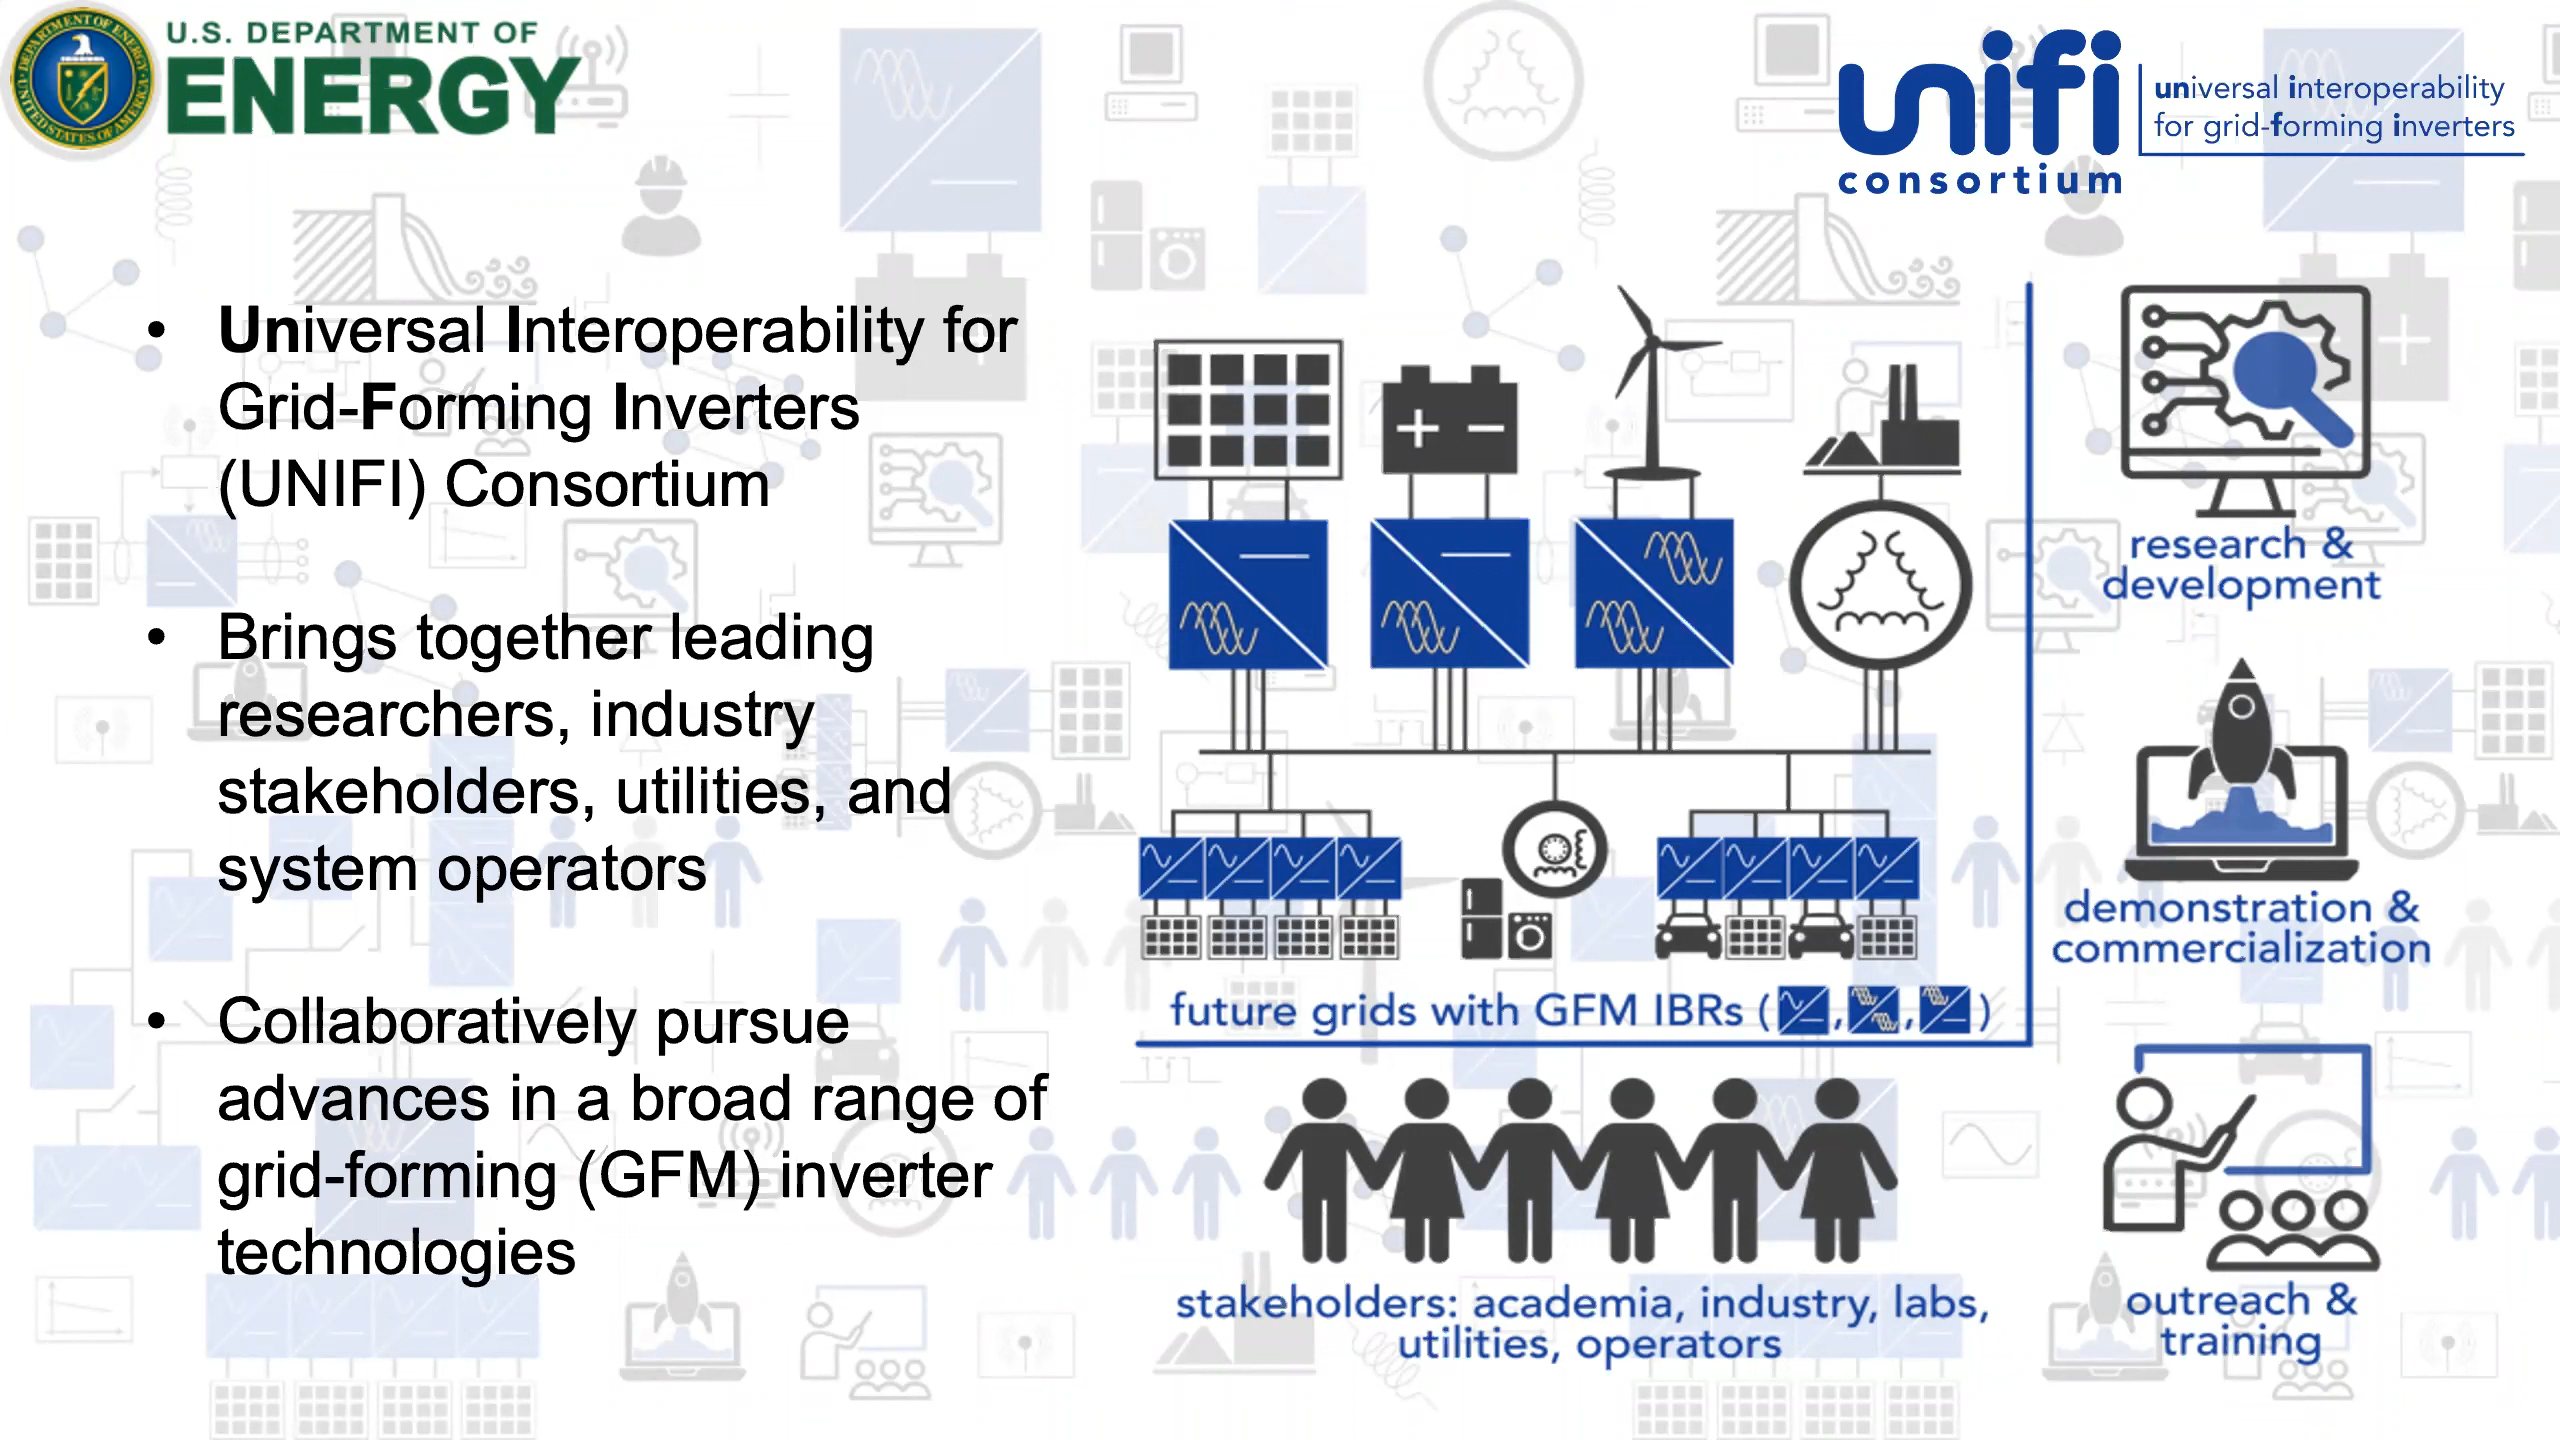 U.S. DEPARTMENT OF
ENERGY
unifi
consortium
universal interoperability
for grid-forming inverters
• Universal Interoperability for
Grid-Forming Inverters
(UNIFI) Consortium
• Brings together leading
researchers, industry
stakeholders, utilities, and
system operators
• Collaboratively pursue
advances in a broad range of
grid-forming (GFM) inverter
technologies
future grids with GFM IBRs ( , , )
stakeholders: academia, industry, labs,
utilities, operators
research &
development
demonstration &
commercialization
outreach &
training